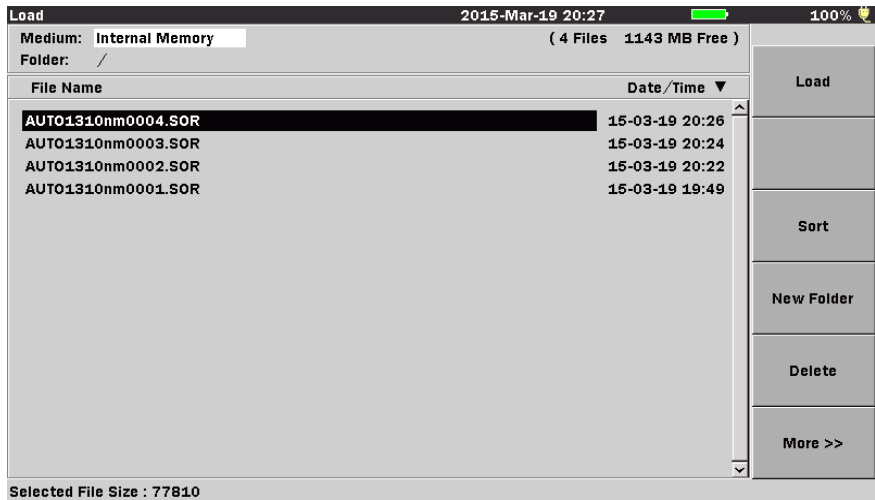 Load 2015-Mar-19 20:27 100%
Medium: Internal Memory ( 4 Files 1143 MB Free )
Folder: /
File Name Date/Time ▼
AUTO1310nm0004.SOR 15-03-19 20:26
AUTO1310nm0003.SOR 15-03-19 20:24
AUTO1310nm0002.SOR 15-03-19 20:22
AUTO1310nm0001.SOR 15-03-19 19:49
Load
Sort
New Folder
Delete
More >>
Selected File Size : 77810